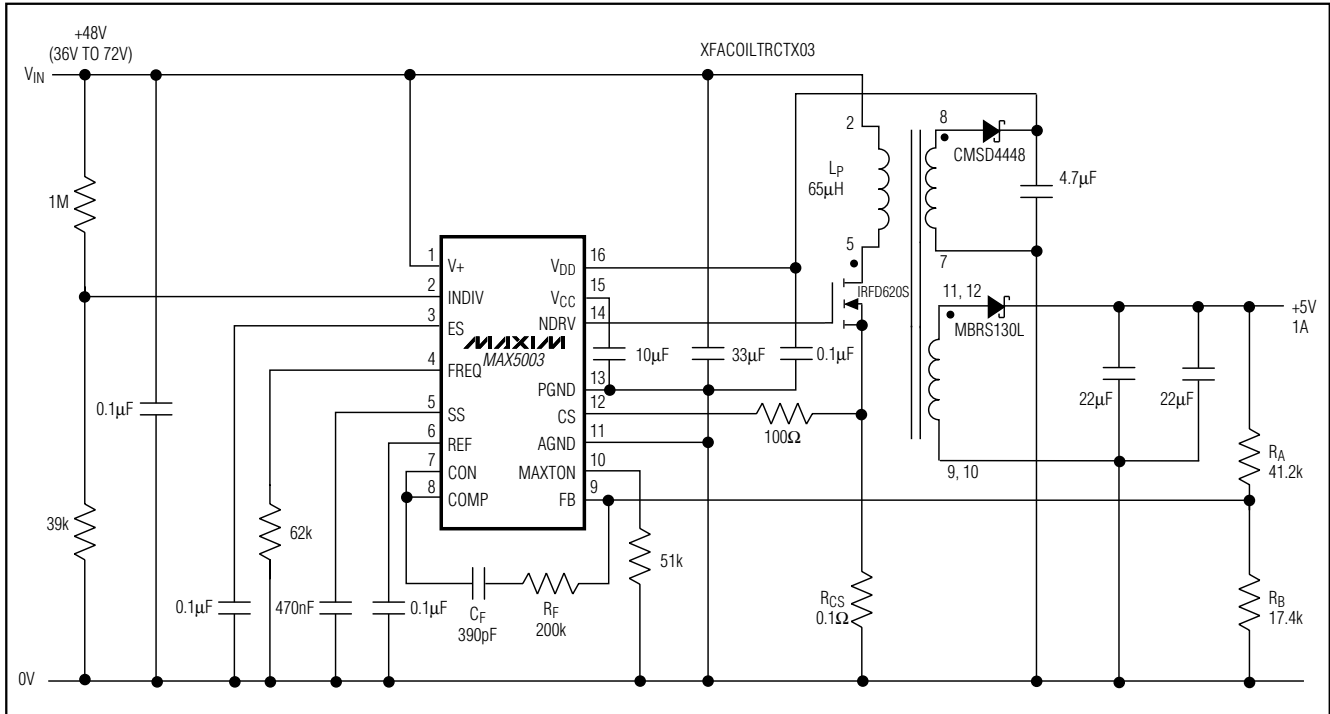 +48V
(36V TO 72V)
XFACOILTRCTX03
VIN
2
8
CMSD4448
LP
65µH
4.7µF
1M
5
7
1
V+
VDD
16
2
INDIV
VCC
15
3
ES
NDRV
14
IRFD620S
11, 12
+5V
1A
MBRS130L
MAXIM
MAX5003
4
FREQ
10µF
33µF
0.1µF
PGND
13
0.1µF
5
SS
CS
12
22µF
22µF
100Ω
6
REF
AGND
11
RA
41.2k
7
CON
MAXTON
10
9, 10
8
COMP
FB
9
39k
62k
51k
0.1µF
470nF
0.1µF
CF
390pF
RF
200k
RCS
0.1Ω
RB
17.4k
0V